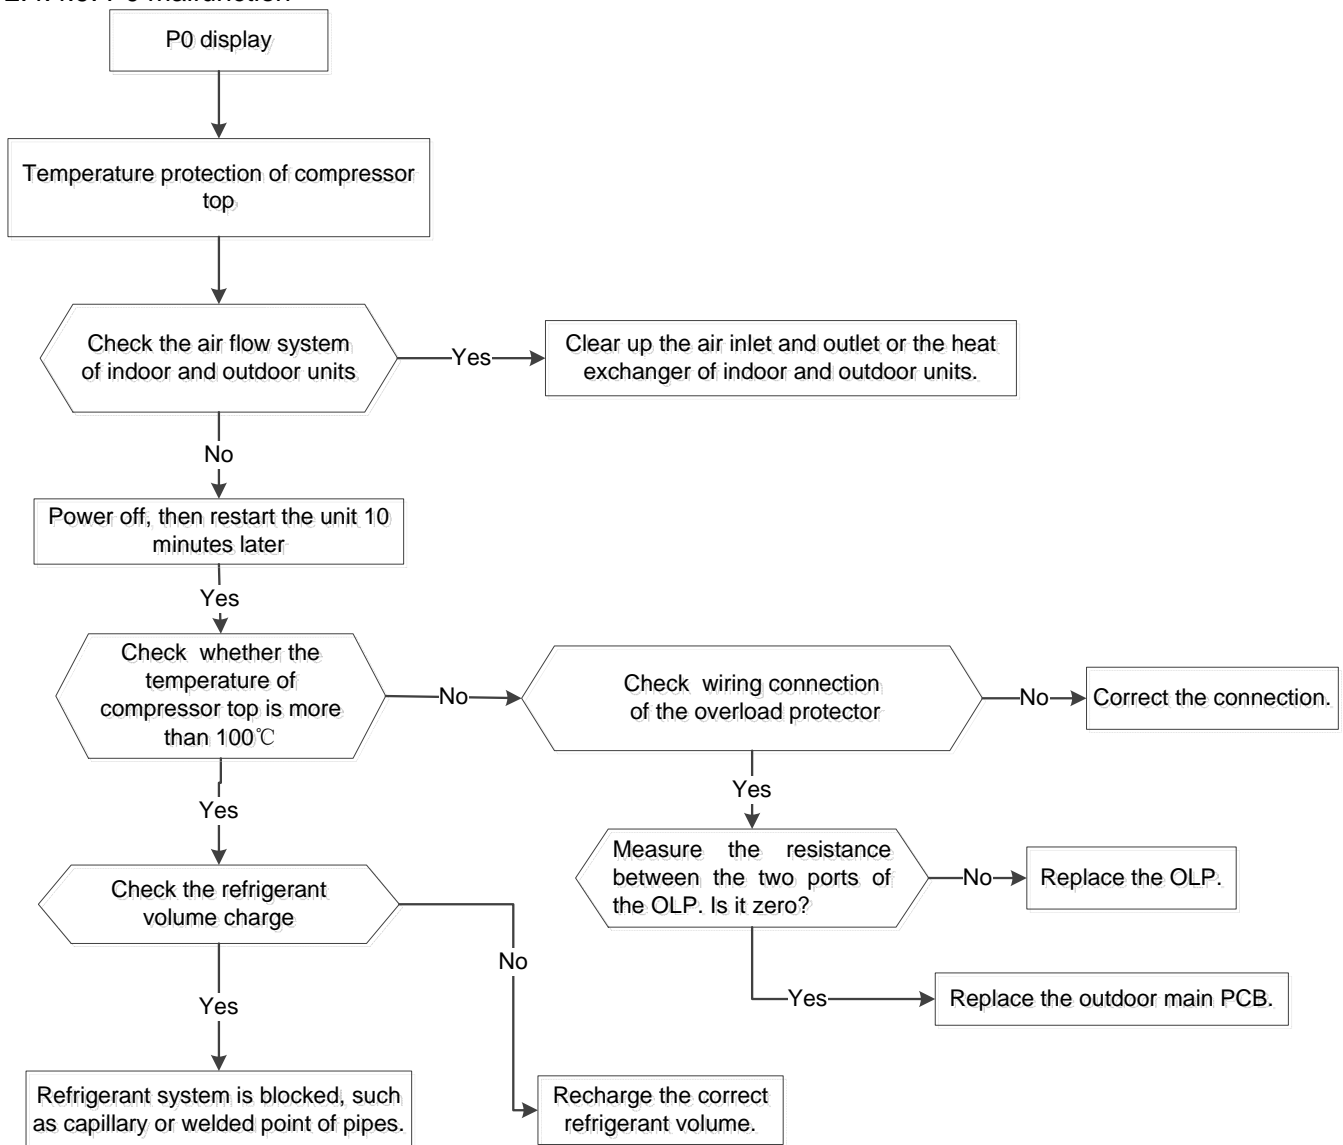 P0 display
Temperature protection of compressor
top
Check the air flow system
of indoor and outdoor units
Yes
Clear up the air inlet and outlet or the heat
exchanger of indoor and outdoor units.
No
Power off, then restart the unit 10
minutes later
Yes
Check whether the
temperature of
compressor top is more
than 100℃
No
Check wiring connection
of the overload protector
No
Correct the connection.
Yes
Yes
Measure the resistance
between the two ports of
the OLP. Is it zero?
No
Replace the OLP.
Check the refrigerant
volume charge
No
Yes
Replace the outdoor main PCB.
Yes
Refrigerant system is blocked, such
as capillary or welded point of pipes.
Recharge the correct
refrigerant volume.